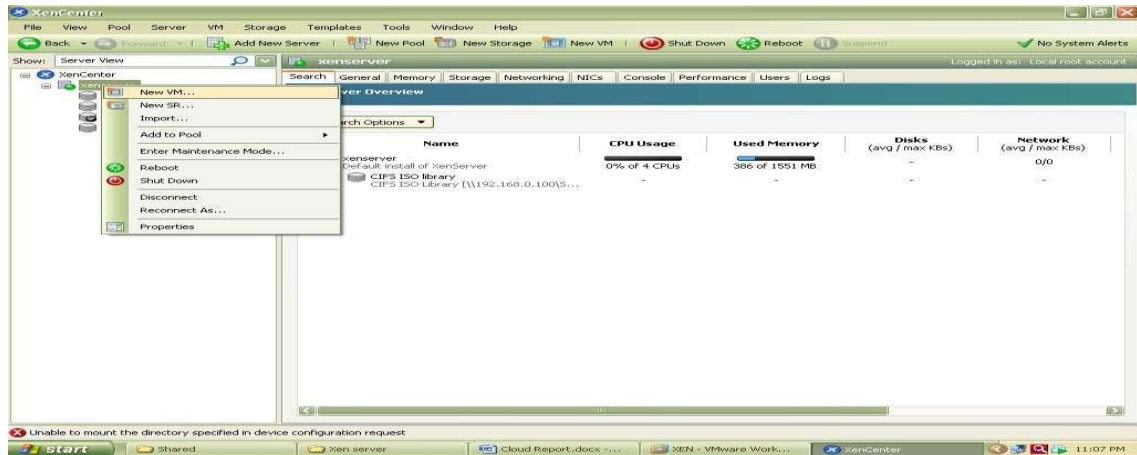 XenCenter
File View Pool Server VM Storage Templates Tools Window Help
Back Forward Add New Server New Pool New Storage New VM Shut Down Reboot Suspend No System Alerts
Show: Server View
xenserver Logged in as: Local root account
XenCenter
Search General Memory Storage Networking NICs Console Performance Users Logs
New VM...
New SR...
Import...
Add to Pool
Enter Maintenance Mode...
Reboot
Shut Down
Disconnect
Reconnect As...
Properties
ver Overview
rch Options
Name CPU Usage Used Memory Disks (avg / max KBs) Network (avg / max KBs)
xenserver
Default install of XenServer 0% of 4 CPUs 386 of 1551 MB - 0/0
CIFS ISO library
CIFS ISO Library [\\192.168.0.100\S... - - - -
Unable to mount the directory specified in device configuration request
start Shared Xen server Cloud Report.docx -... XEN - VMware Work... XenCenter 11:07 PM